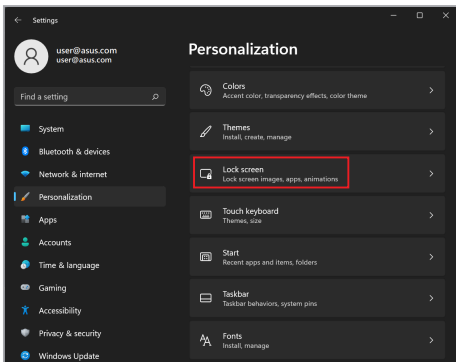 Settings
user@asus.com
user@asus.com
Find a setting
System
Bluetooth & devices
Network & internet
Personalization
Apps
Accounts
Time & language
Gaming
Accessibility
Privacy & security
Windows Update
Personalization
Colors
Accent color, transparency effects, color theme
Themes
Install, create, manage
Lock screen
Lock screen images, apps, animations
Touch keyboard
Themes, size
Start
Recent apps and items, folders
Taskbar
Taskbar behaviors, system pins
Fonts
Install, manage